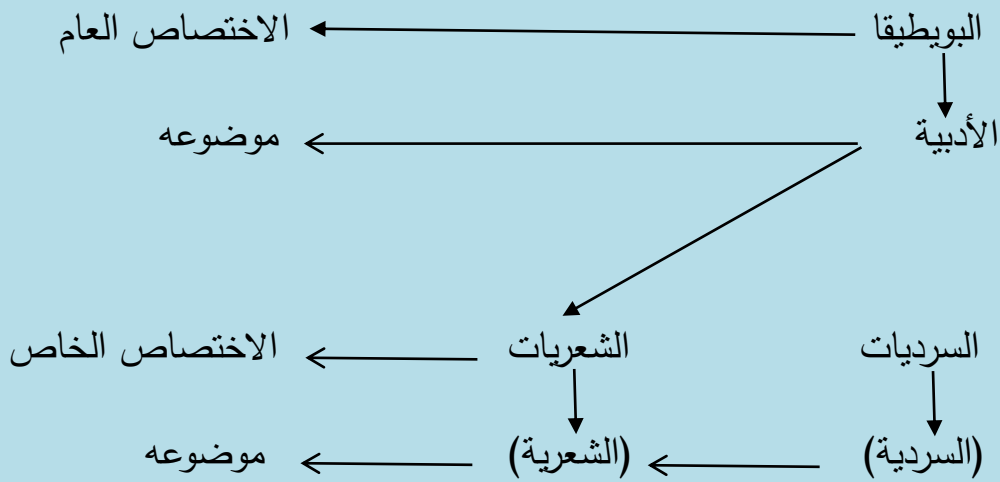 البويطيقا الاختصاص العام
الأدبية موضوعه
السرديات الشعريات الاختصاص الخاص
(السردية) (الشعرية) موضوعه